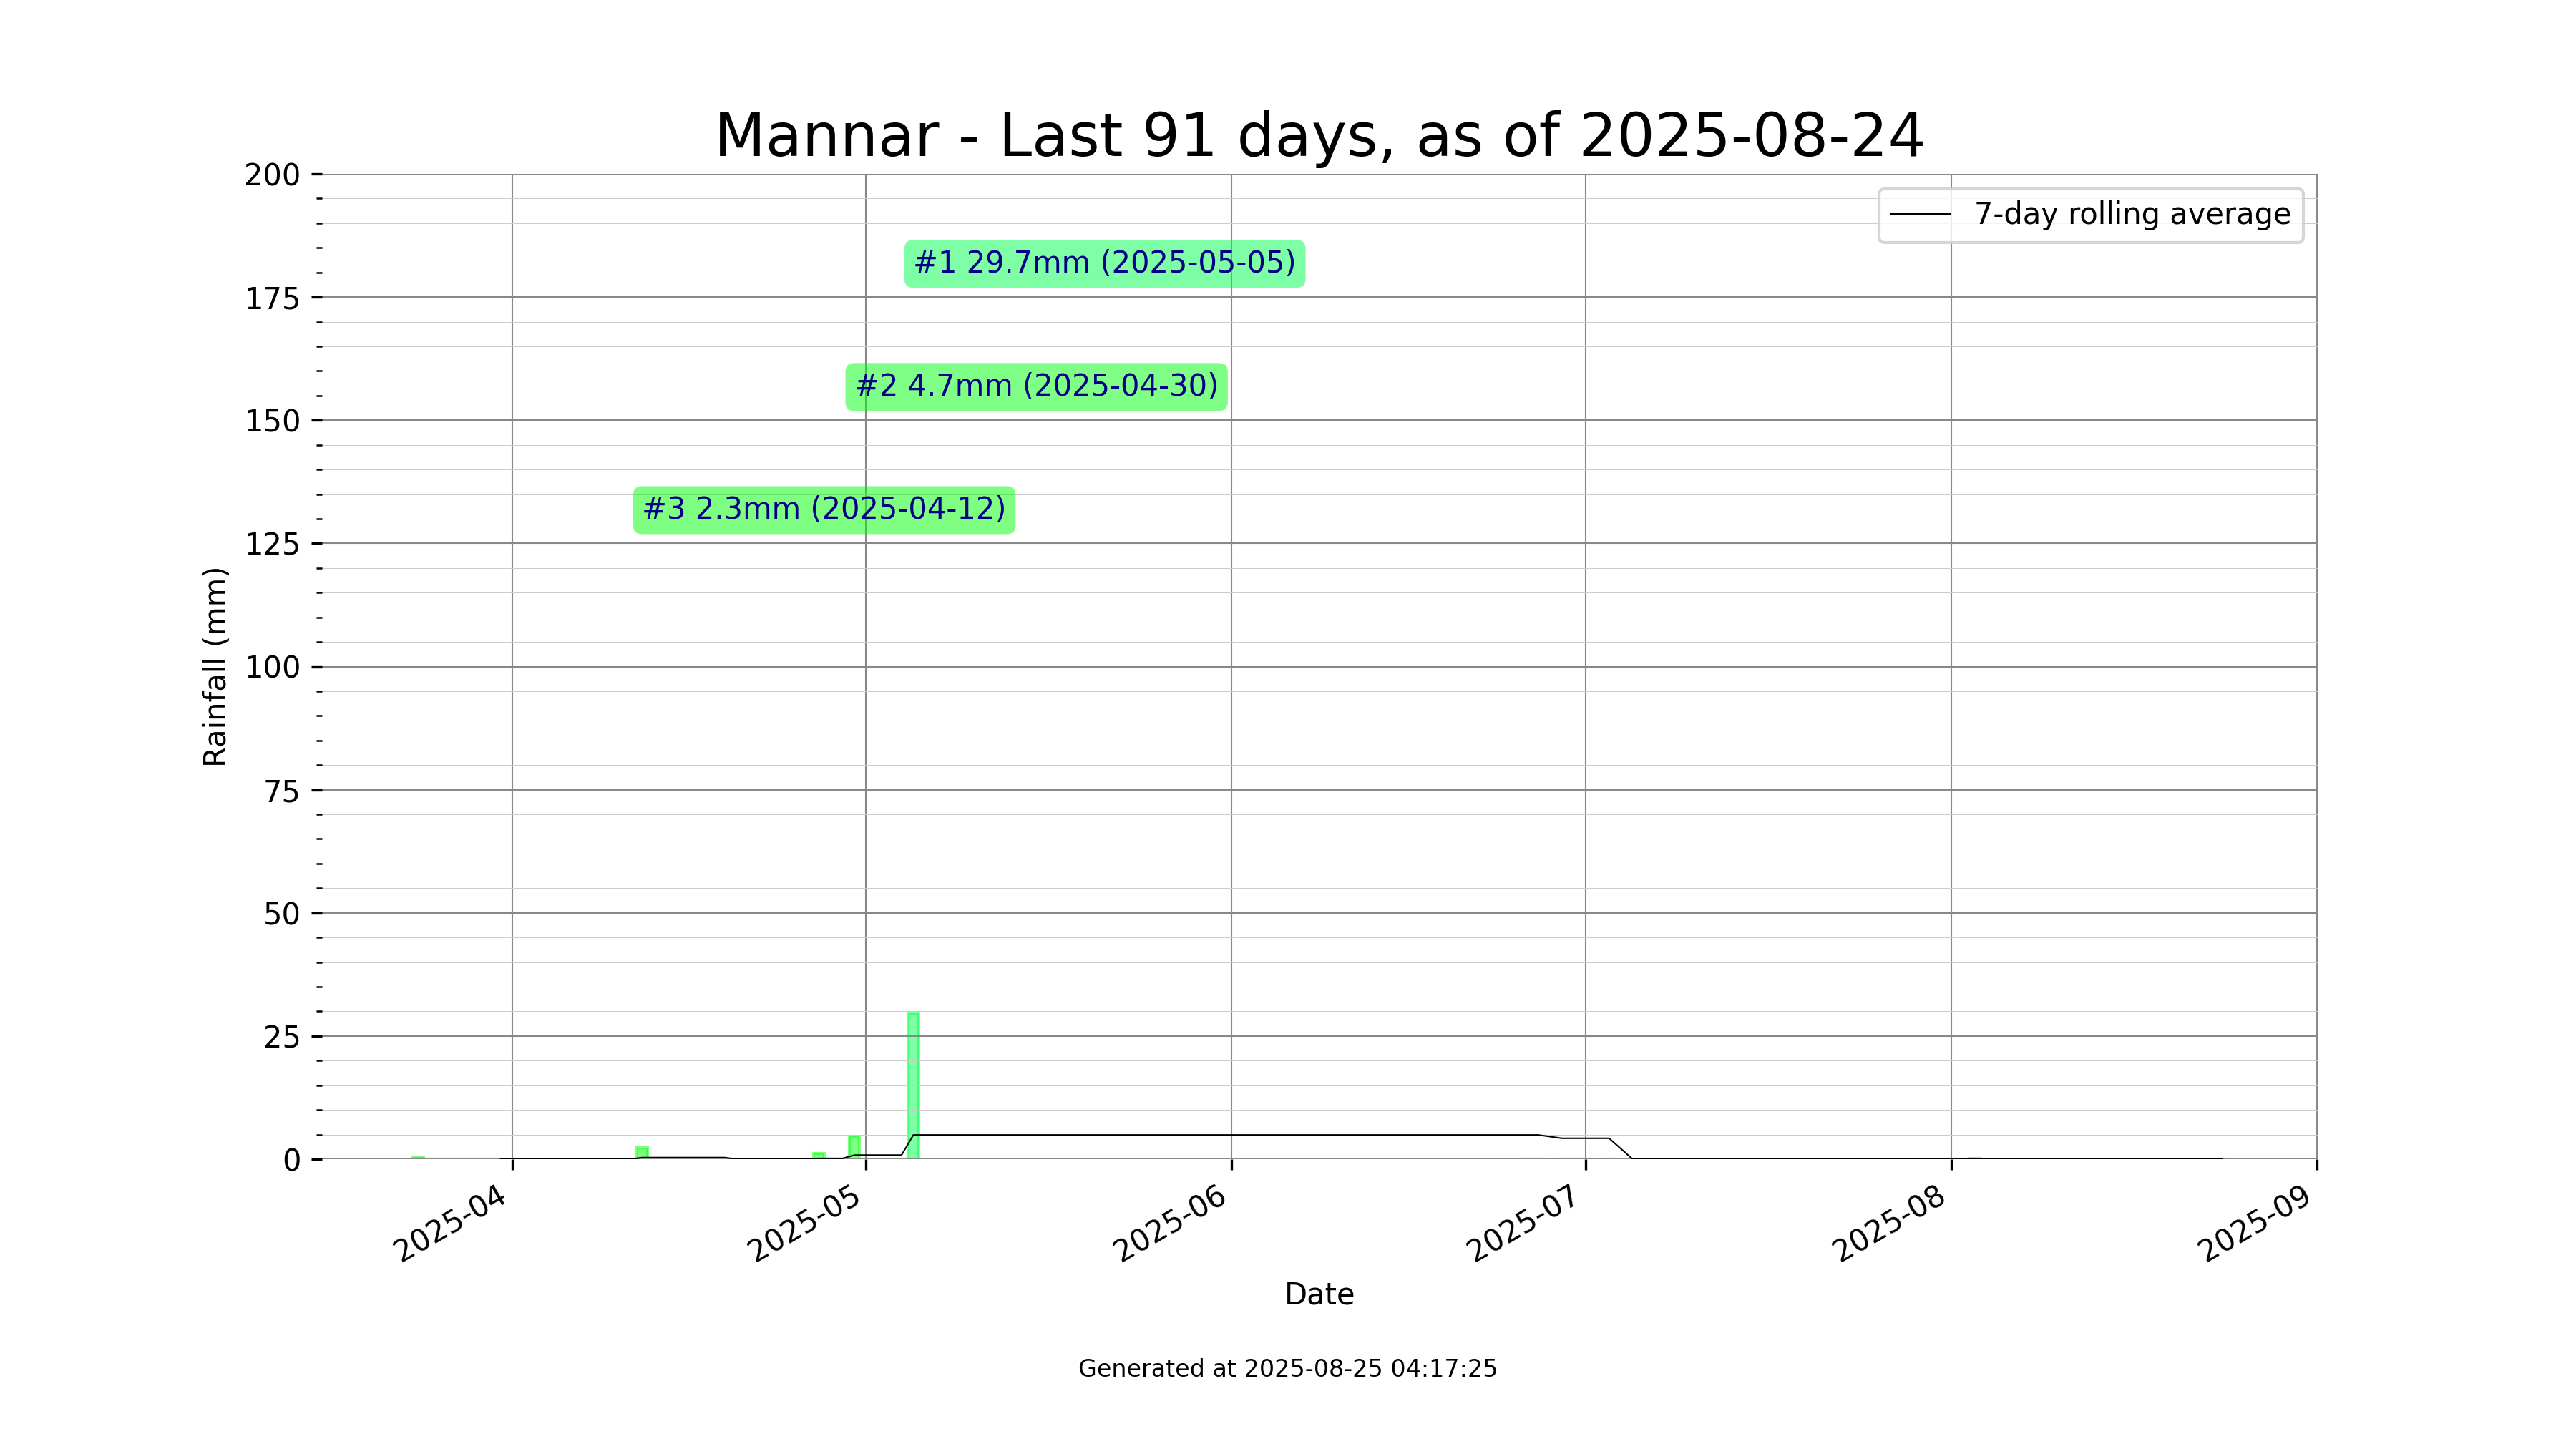 Mannar - Last 91 days, as of 2025-08-24
7-day rolling average
#1 29.7mm (2025-05-05)
#2 4.7mm (2025-04-30)
#3 2.3mm (2025-04-12)
Rainfall (mm)
200
175
150
125
100
75
50
25
0
2025-04
2025-05
2025-06
2025-07
2025-08
2025-09
Date
Generated at 2025-08-25 04:17:25